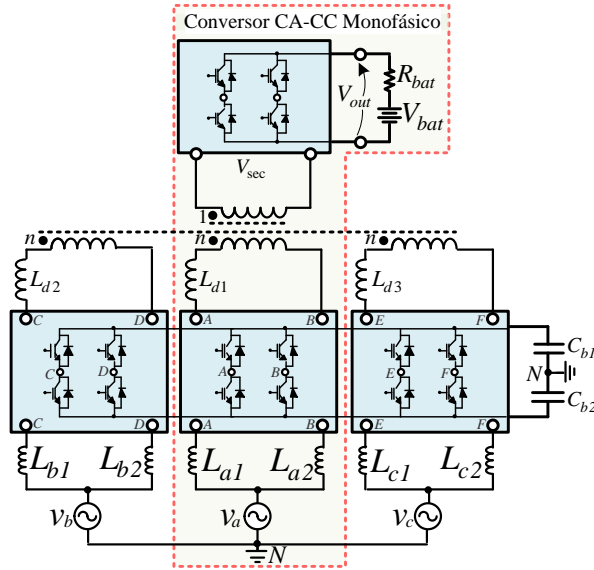 Conversor CA-CC Monofásico
R_bat
V_out
V_bat
V_sec
1
n n n
L_d2 L_d1 L_d3
C D A B E F
C D A B E F
C_b1
N
C_b2
C D A B E F
L_b1 L_b2 L_a1 L_a2 L_c1 L_c2
v_b v_a v_c
N